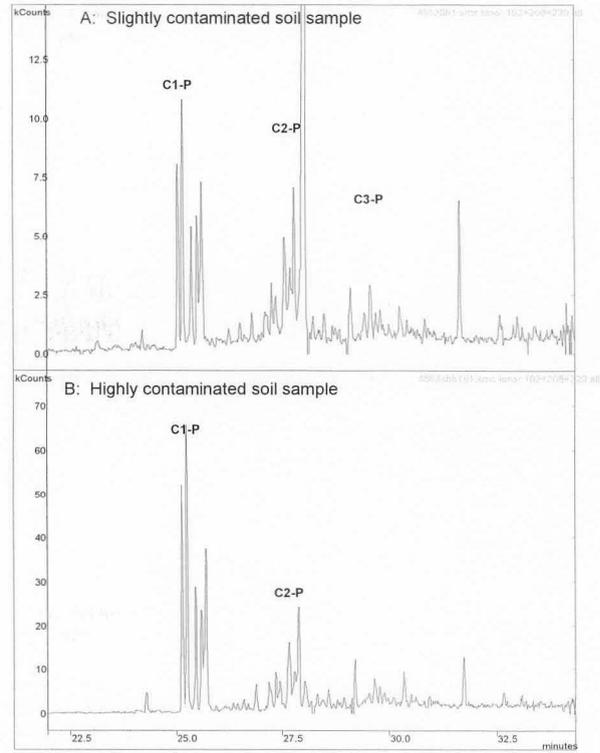 kCounts
A: Slightly contaminated soil sample
12.5
C1-P
10.0
C2-P
7.5
C3-P
5.0
2.5
0.0
kCounts
B: Highly contaminated soil sample
70
C1-P
60
50
40
30
C2-P
20
10
0
22.5 25.0 27.5 30.0 32.5
minutes